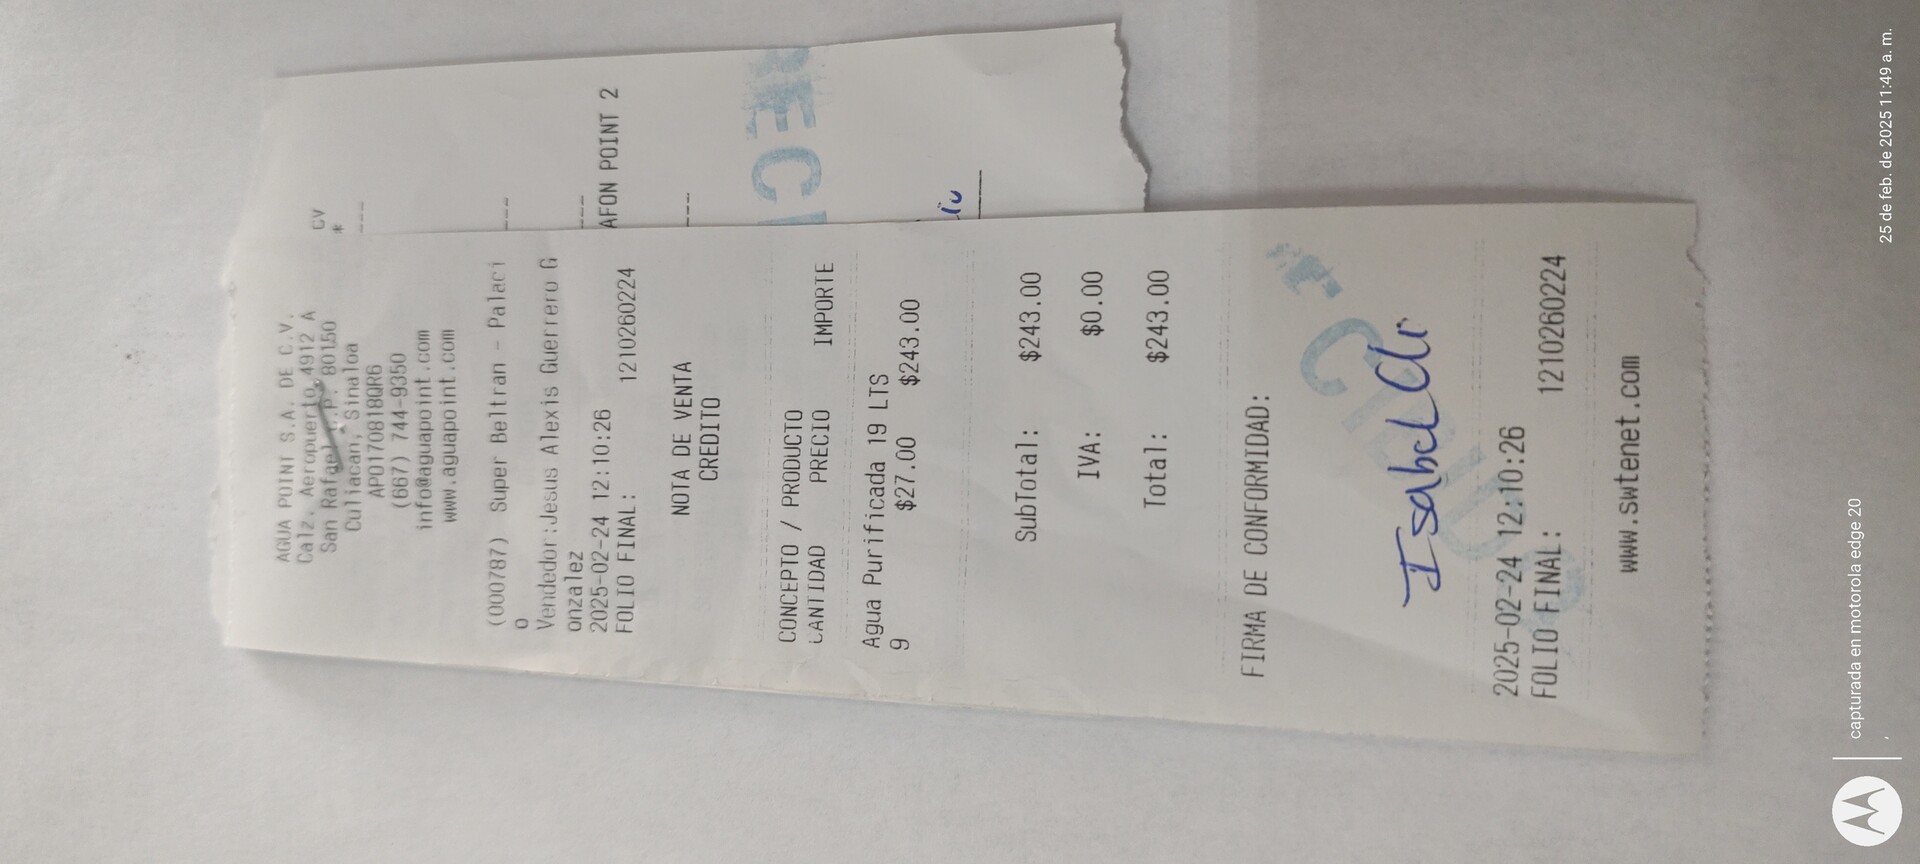 AGUA POINT S.A. DE C.V.
Calz. Aeropuerto 4912 A
San Rafael C.P. 80150
Culiacan, Sinaloa
APO170818QR6
(667) 744-9350
info@aguapoint.com
www.aguapoint.com
(000787) Super Beltran - Palaci
o
Vendedor:Jesus Alexis Guerrero G
onzalez
2025-02-24 12:10:26
FOLIO FINAL: 1210260224
NOTA DE VENTA
CREDITO
CONCEPTO / PRODUCTO
CANTIDAD PRECIO IMPORTE
Agua Purificada 19 LTS
9 $27.00 $243.00
SubTotal: $243.00
IVA: $0.00
Total: $243.00
FIRMA DE CONFORMIDAD:
Isabel
2025-02-24 12:10:26
FOLIO FINAL: 1210260224
www.swtenet.com
CV
*
---
---
---
AFON POINT 2
---
ECI
capturada en motorola edge 20
25 de feb. de 2025 11:49 a. m.